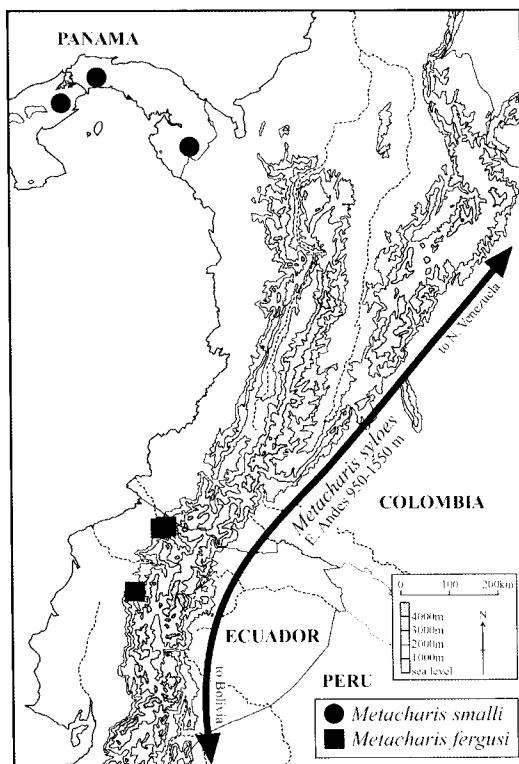 PANAMA
to N. Venezuela
Metacharis syloes
E. Andes 950-1550 m
COLOMBIA
0 100 200km
4000m
3000m
2000m
1000m
sea level
N
ECUADOR
to Bolivia
PERU
Metacharis smalli
Metacharis fergusi